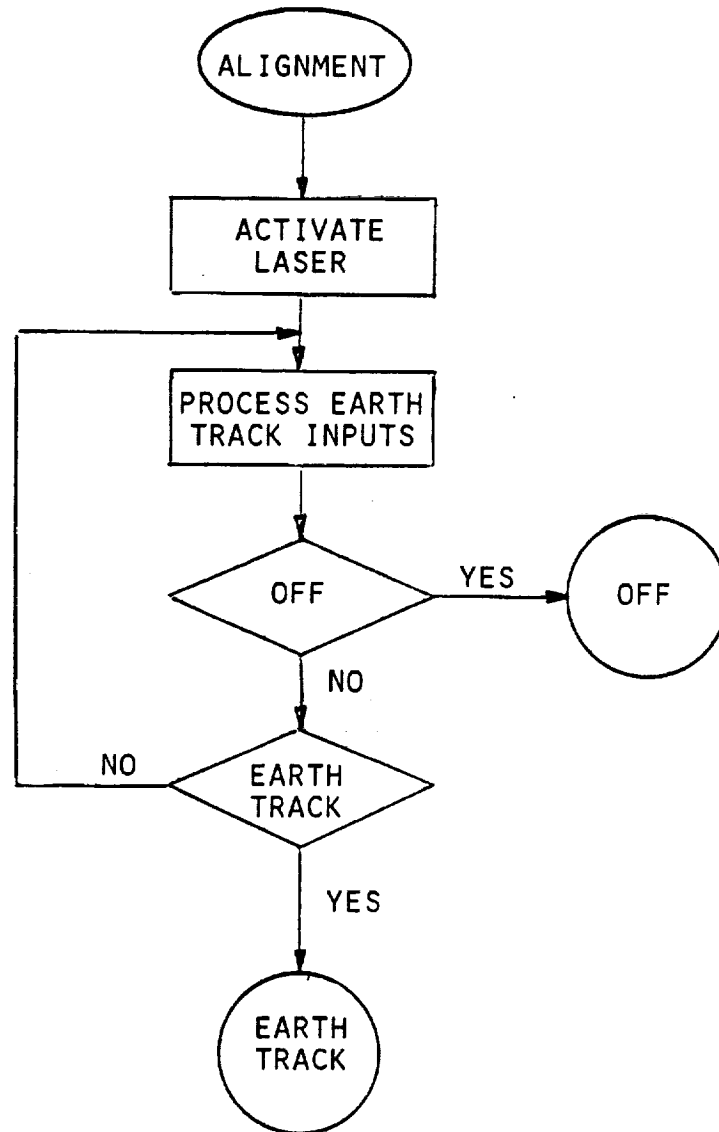 ALIGNMENT
ACTIVATE
LASER
PROCESS EARTH
TRACK INPUTS
OFF
YES
OFF
NO
NO
EARTH
TRACK
YES
EARTH
TRACK